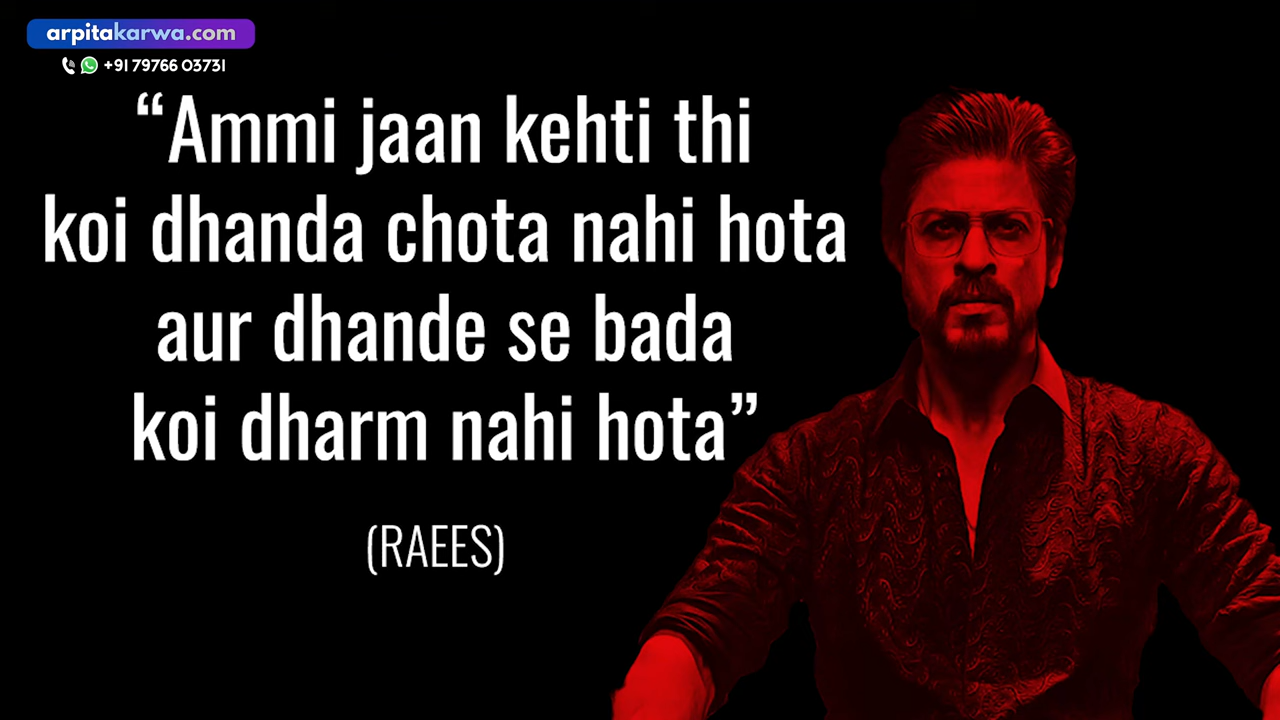 arpitakarwa.com
+91 79766 03731
“Ammi jaan kehti thi
koi dhanda chota nahi hota
aur dhande se bada
koi dharm nahi hota”
(RAEES)